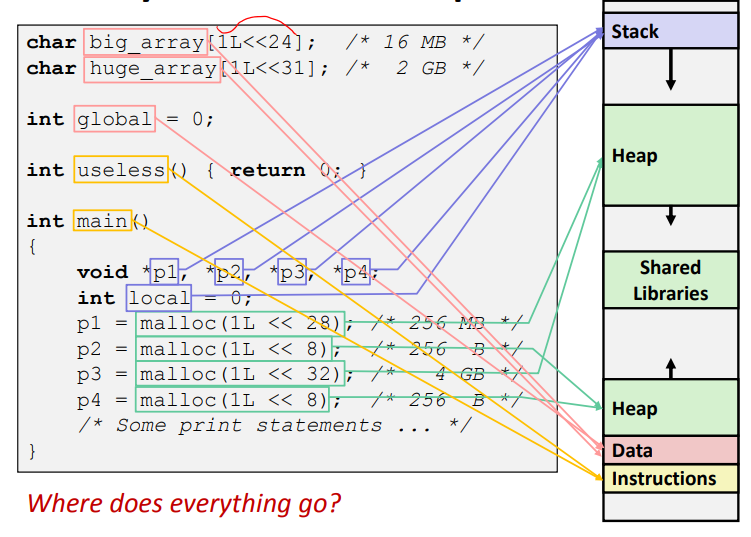 char big_array[1L<<24]; /* 16 MB */
char huge_array[1L<<31]; /* 2 GB */
int global = 0;
int useless() { return 0; }
int main()
{
void *p1, *p2, *p3, *p4;
int local = 0;
p1 = malloc(1L << 28); /* 256 MB */
p2 = malloc(1L << 8); /* 256 B */
p3 = malloc(1L << 32); /* 4 GB */
p4 = malloc(1L << 8); /* 256 B */
/* Some print statements ... */
}
Where does everything go?
Stack
Heap
Shared
Libraries
Heap
Data
Instructions